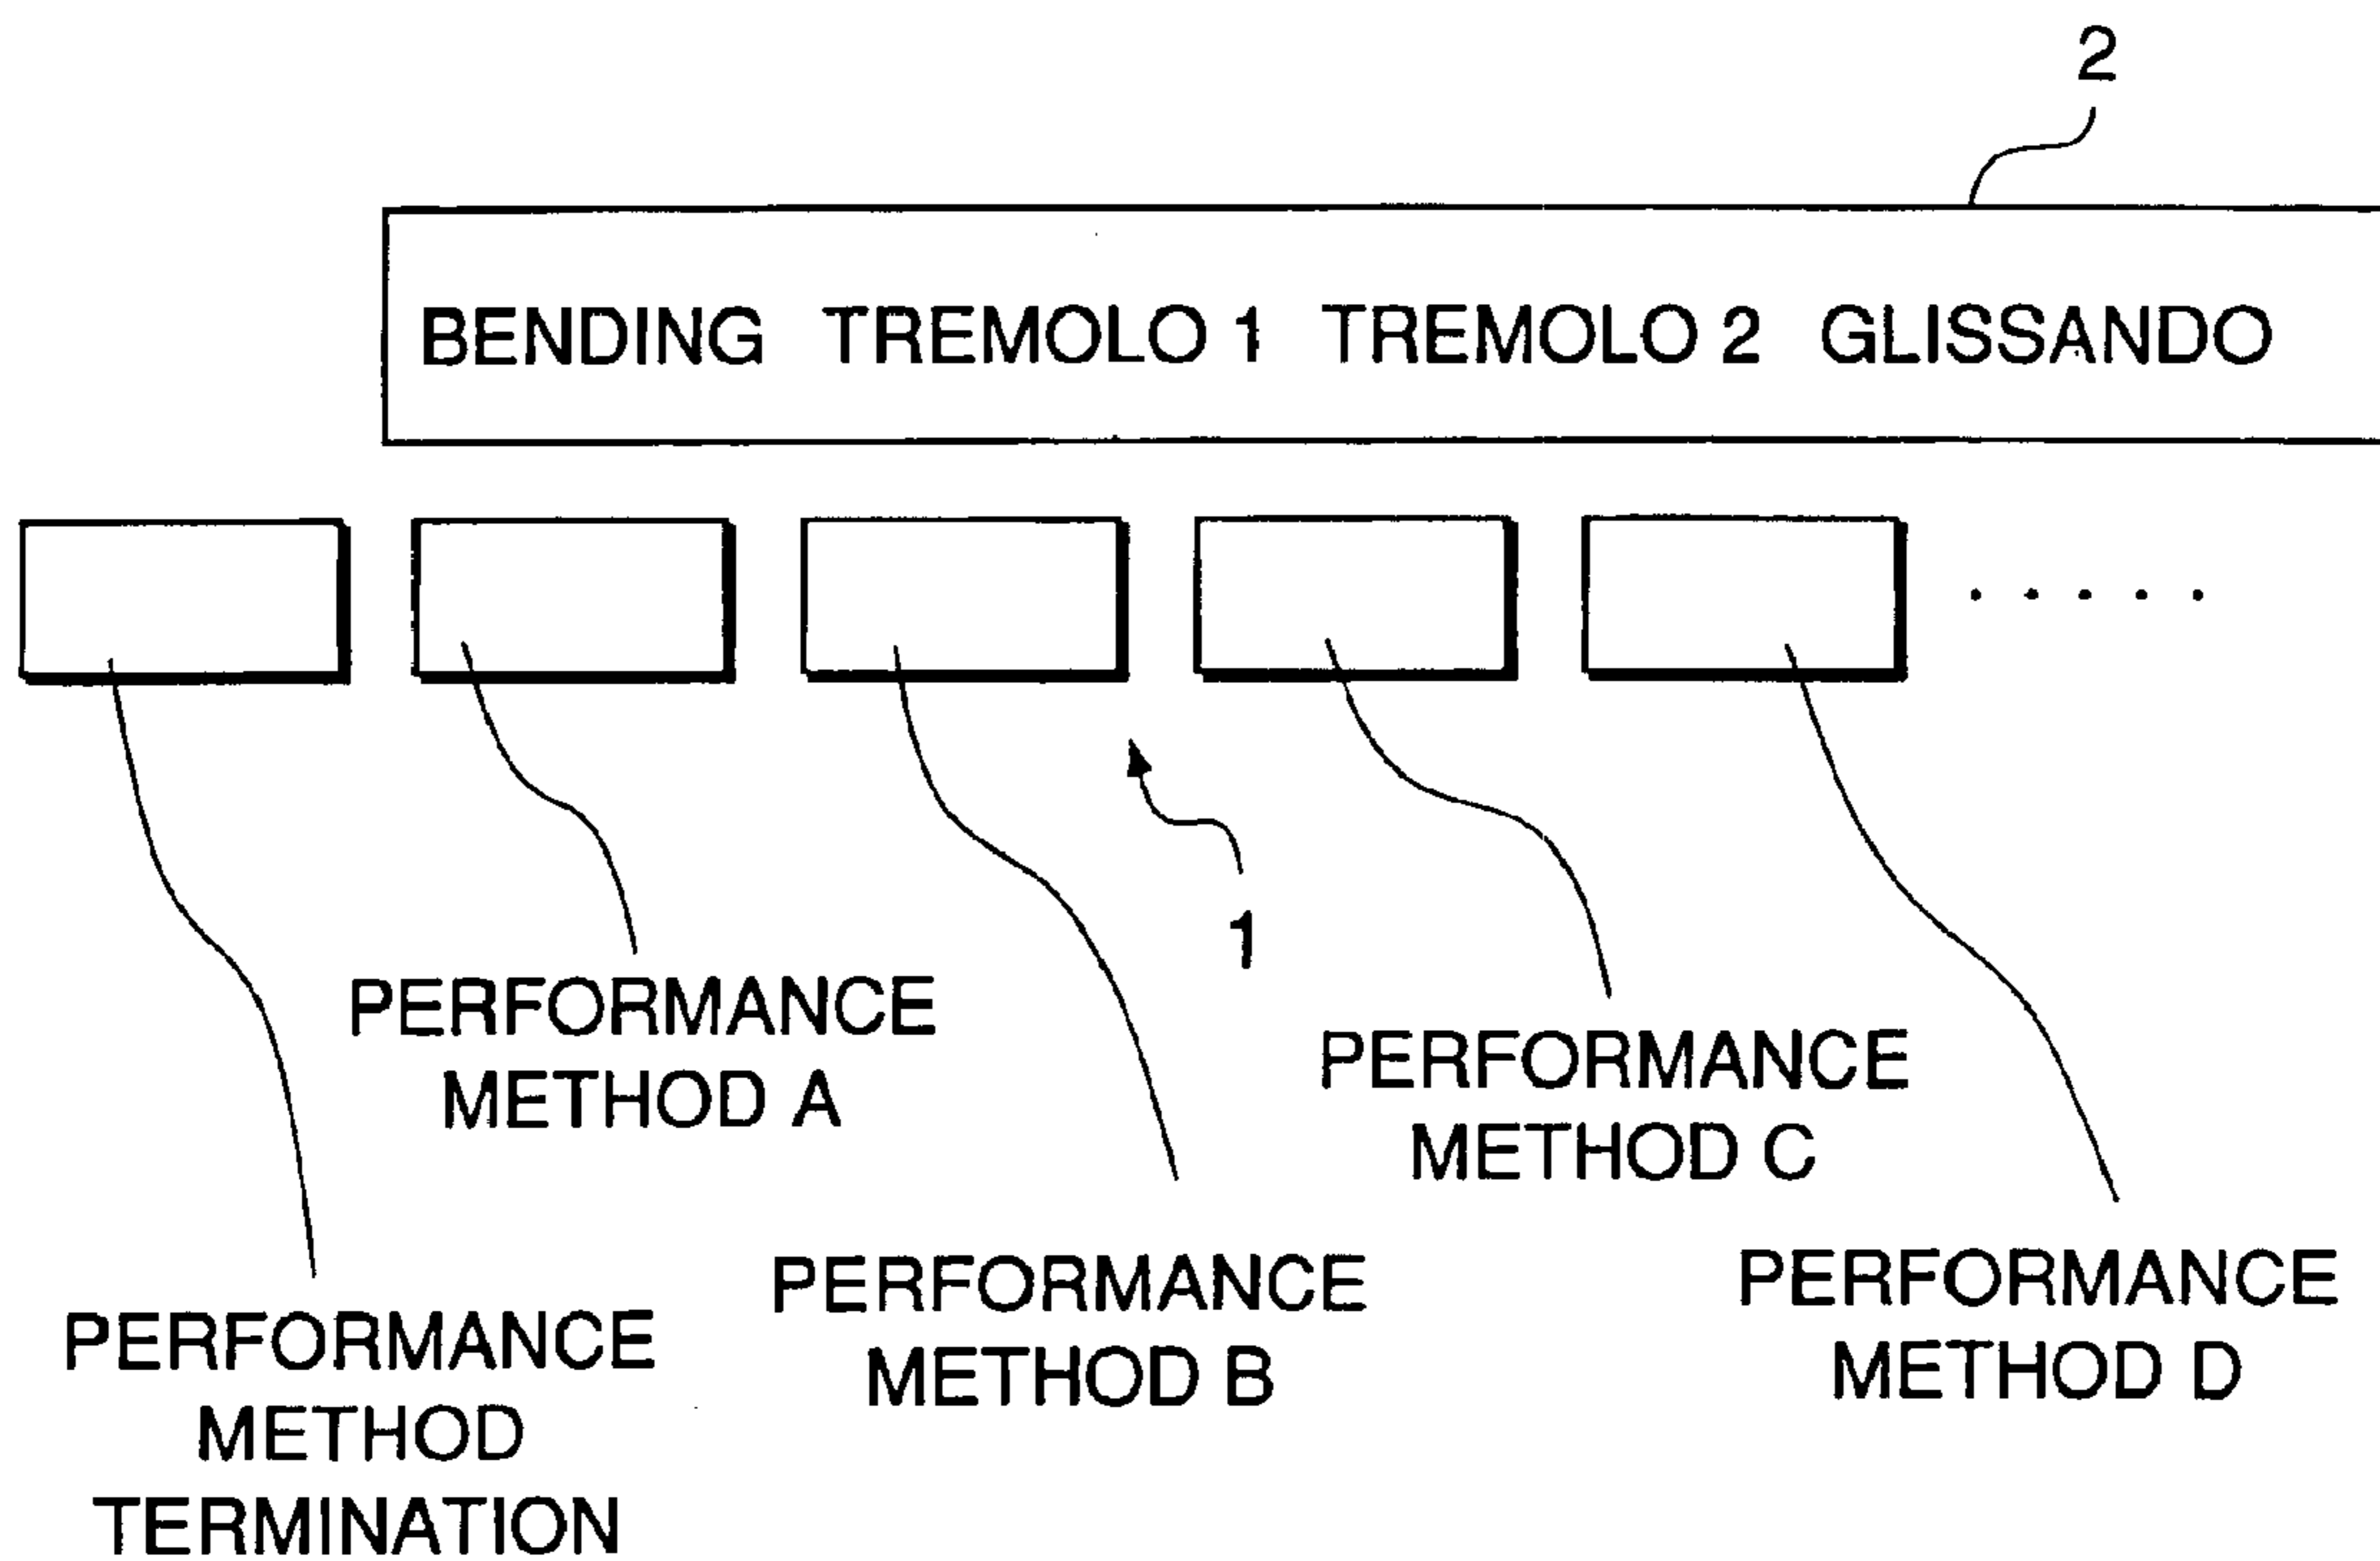 2
BENDING TREMOLO 1 TREMOLO 2 GLISSANDO
1
PERFORMANCE
METHOD A
PERFORMANCE
METHOD C
PERFORMANCE
METHOD B
PERFORMANCE
METHOD D
PERFORMANCE
METHOD
TERMINATION